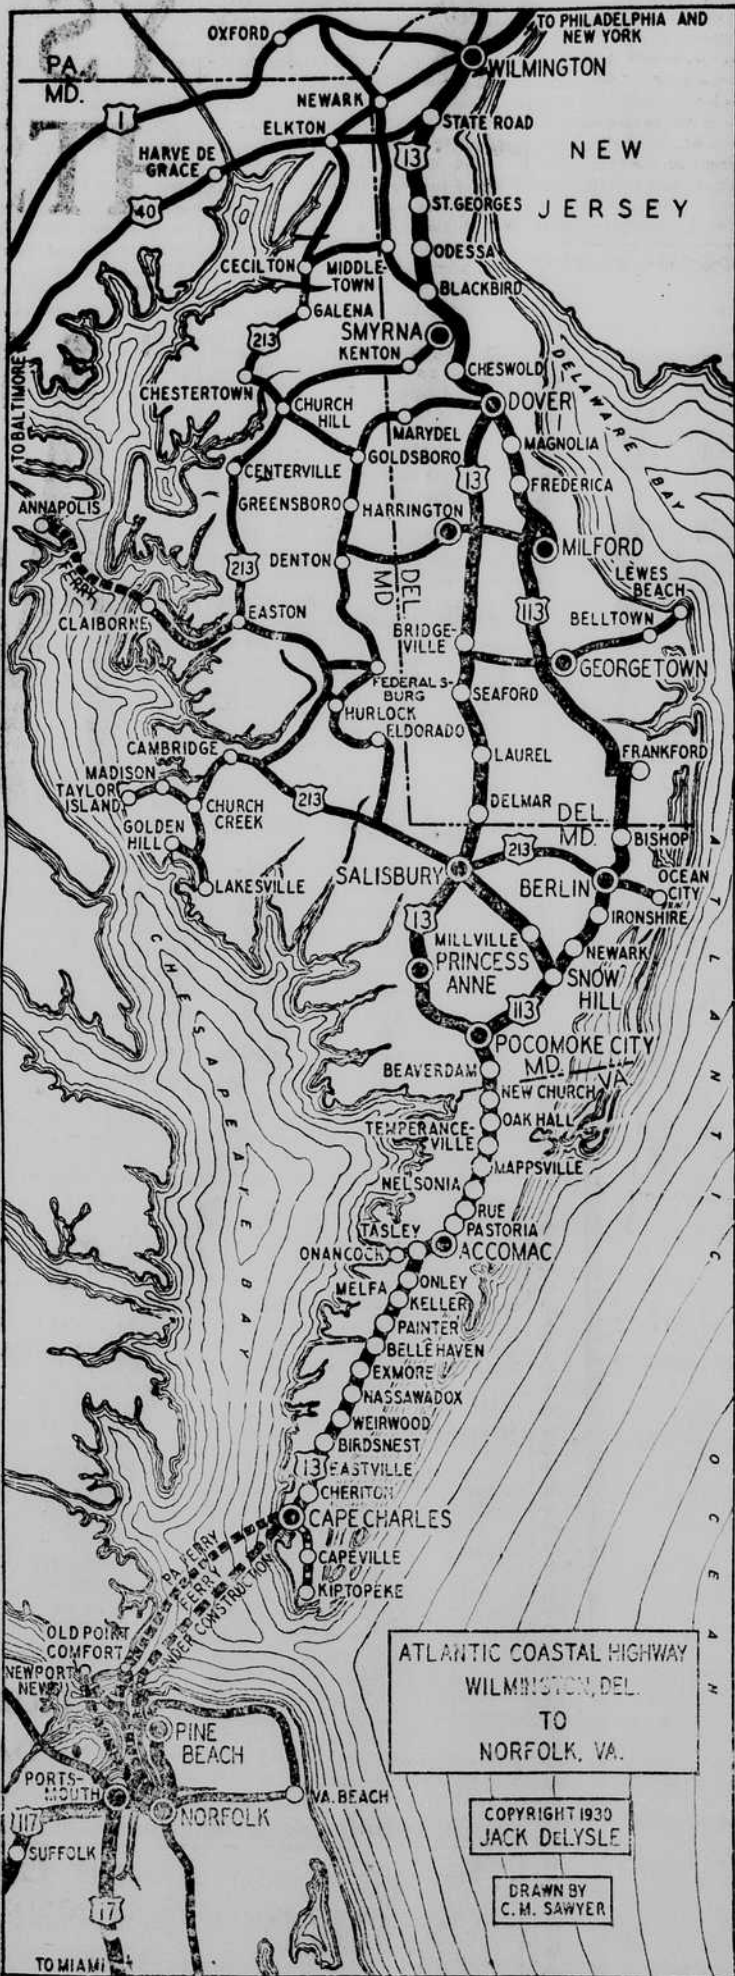 TO PHILADELPHIA AND
NEW YORK
OXFORD
WILMINGTON
PA.
MD.
NEWARK
1
STATE ROAD
ELKTON
13
NEW
JERSEY
HARVE DE
GRACE
40
ST. GEORGES
ODESSA
CECILTON
MIDDLE-
TOWN
BLACKBIRD
GALENA
213
SMYRNA
KENTON
CHESWOLD
TO BALTIMORE
CHESTERTOWN
CHURCH
HILL
DOVER
DELAWARE
BAY
MARYDEL
MAGNOLIA
GOLDSBORO
CENTERVILLE
13
FREDERICA
GREENSBORO
HARRINGTON
ANNAPOLIS
FERRY
213
DENTON
MILFORD
MD
DEL
LEWES
BEACH
CLAIBORNE
EASTON
113
BELLTOWN
BRIDGE-
VILLE
GEORGETOWN
FEDERALS-
BURG
SEAFORD
HURLOCK
ELDORADO
CAMBRIDGE
LAUREL
FRANKFORD
MADISON
TAYLOR
ISLAND
213
CHURCH
CREEK
DELMAR
DEL.
MD.
GOLDEN
HILL
BISHOP
213
SALISBURY
BERLIN
OCEAN
CITY
LAKESVILLE
IRONSHIRE
13
MILLVILLE
NEWARK
PRINCESS
ANNE
SNOW
HILL
113
POCOMOKE CITY
BEAVERDAM
MD.
VA.
NEW CHURCH
OAK HALL
TEMPERANCE-
VILLE
MAPPSVILLE
NELSONIA
RUE
PASTORIA
TASLEY
ONANCOCK
ACCOMAC
CHESAPEAKE BAY
ATLANTIC OCEAN
ONLEY
MELFA
KELLER
PAINTER
BELLEHAVEN
EXMORE
NASSAWADOX
WEIRWOOD
BIRDSNEST
13
EASTVILLE
CHERITON
CAPE CHARLES
PA FERRY
FERRY
UNDER CONSTRUCTION
CAPEVILLE
KIPTOPEKE
OLD POINT
COMFORT
NEWPORT
NEWS
PINE
BEACH
PORTS-
MOUTH
VA. BEACH
NORFOLK
117
SUFFOLK
17
TO MIAMI
ATLANTIC COASTAL HIGHWAY
WILMINGTON, DEL.
TO
NORFOLK, VA.
COPYRIGHT 1930
JACK DELYSLE
DRAWN BY
C. M. SAWYER